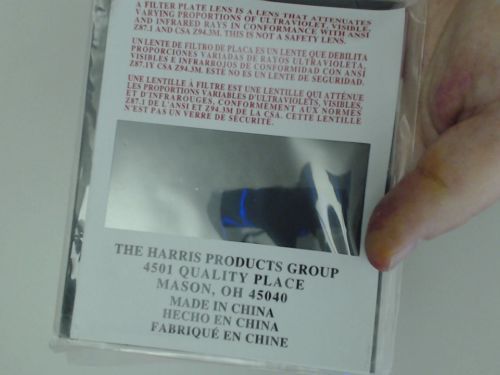 A FILTER PLATE LENS IS A LENS THAT ATTENUATES
VARYING PROPORTIONS OF ULTRAVIOLET, VISIBLE,
AND INFRARED RAYS IN CONFORMANCE WITH ANSI
Z87.1 AND CSA Z94.3M. THIS IS NOT A SAFETY LENS.
UN LENTE DE FILTRO DE PLACA ES UN LENTE QUE DEBILITA
PROPORCIONES VARIADAS DE RAYOS ULTRAVIOLETA,
VISIBLES E INFRARROJOS DE CONFORMIDAD CON ANSI
Z87.1Y CSA Z94.3M. ESTE NO ES UN LENTE DE SEGURIDAD.
UNE LENTILLE À FILTRE EST UNE LENTILLE QUI ATTÉNUE
LES PROPORTIONS VARIABLES D'ULTRAVIOLETS, VISIBLES,
ET D'INFRAROUGES, CONFORMEMENT AUX NORMES
Z87.1 DE L'ANSI ET Z94.3M DE LA CSA. CETTE LENTILLE
N'EST PAS UN VERRE DE SÉCURITÉ.
THE HARRIS PRODUCTS GROUP
4501 QUALITY PLACE
MASON, OH 45040
MADE IN CHINA
HECHO EN CHINA
FABRIQUÉ EN CHINE